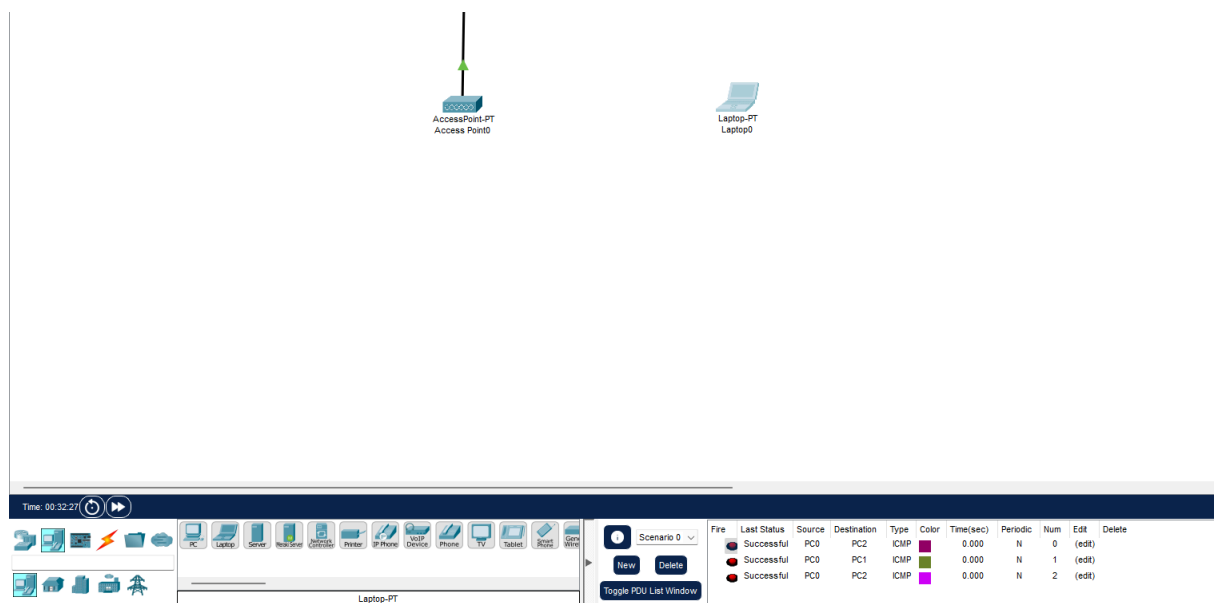 AccessPoint-PT
Access Point0
Laptop-PT
Laptop0
Time: 00:32:27
PC
Laptop
Server
Printer
IP Phone
VoIP
Device
Phone
TV
Tablet
Smart
Phone
Laptop-PT
Scenario 0
New
Delete
Toggle PDU List Window
Fire Last Status Source Destination Type Color Time(sec) Periodic Num Edit Delete
Successful PC0 PC2 ICMP 0.000 N 0 (edit)
Successful PC0 PC1 ICMP 0.000 N 1 (edit)
Successful PC0 PC2 ICMP 0.000 N 2 (edit)